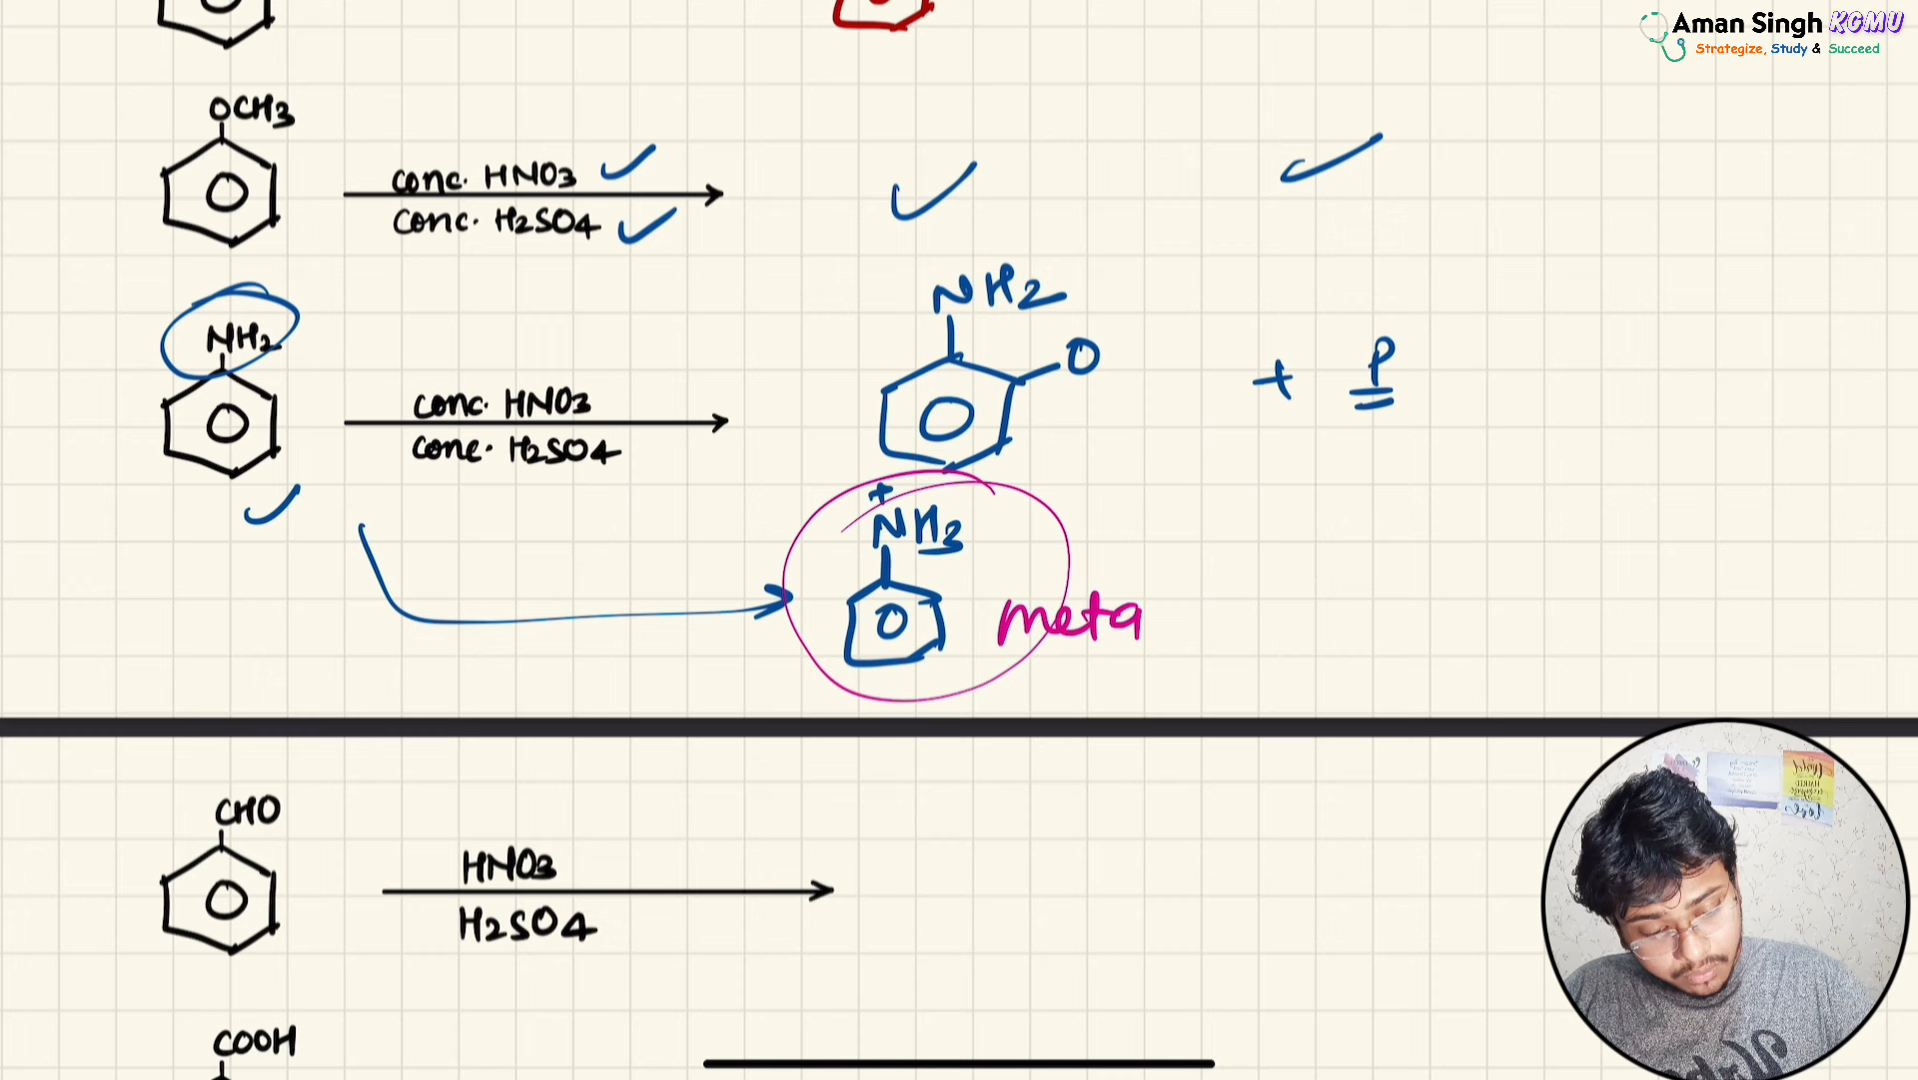 Aman Singh KGMU
Strategize, Study & Succeed
OCH3
conc. HNO3
conc. H2SO4
NH2
conc. HNO3
conc. H2SO4
NH2
O
+ P
+
NH3
meta
CHO
HNO3
H2SO4
COOH